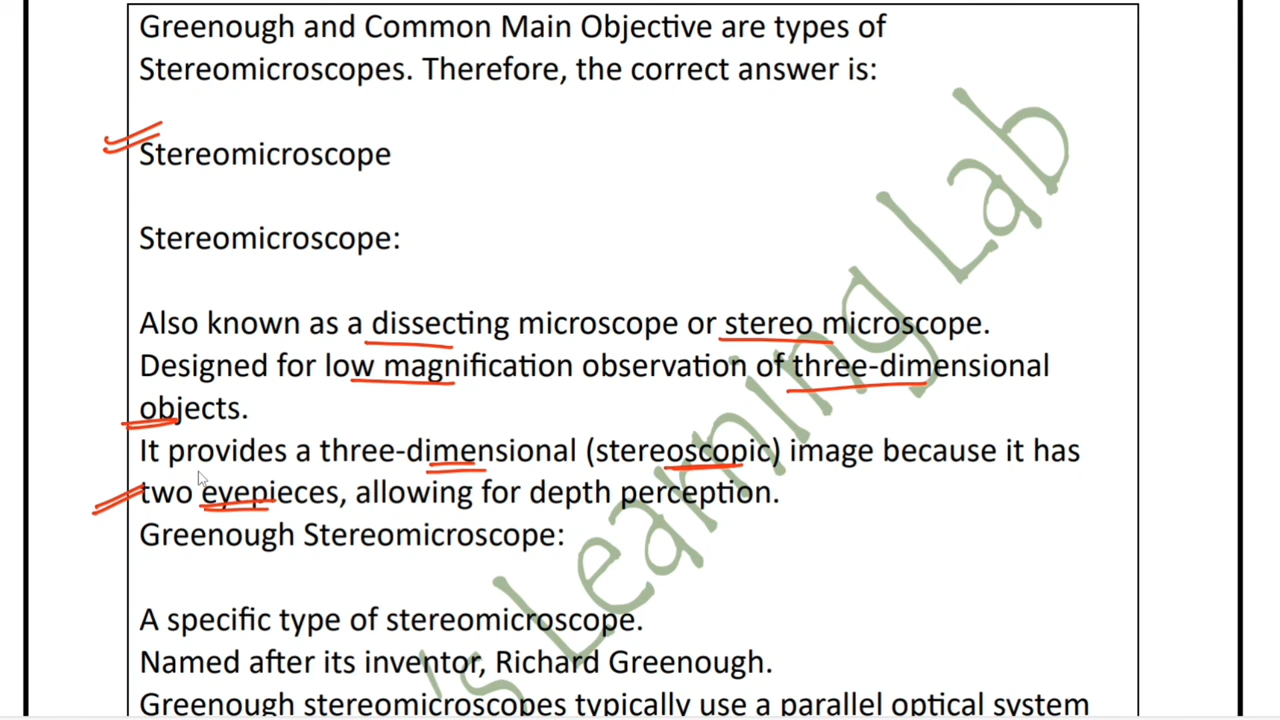 Greenough and Common Main Objective are types of
Stereomicroscopes. Therefore, the correct answer is:
Stereomicroscope
Stereomicroscope:
Also known as a dissecting microscope or stereo microscope.
Designed for low magnification observation of three-dimensional
objects.
It provides a three-dimensional (stereoscopic) image because it has
two eyepieces, allowing for depth perception.
Greenough Stereomicroscope:
A specific type of stereomicroscope.
Named after its inventor, Richard Greenough.
Greenough stereomicroscopes typically use a parallel optical system
's Learning Lab